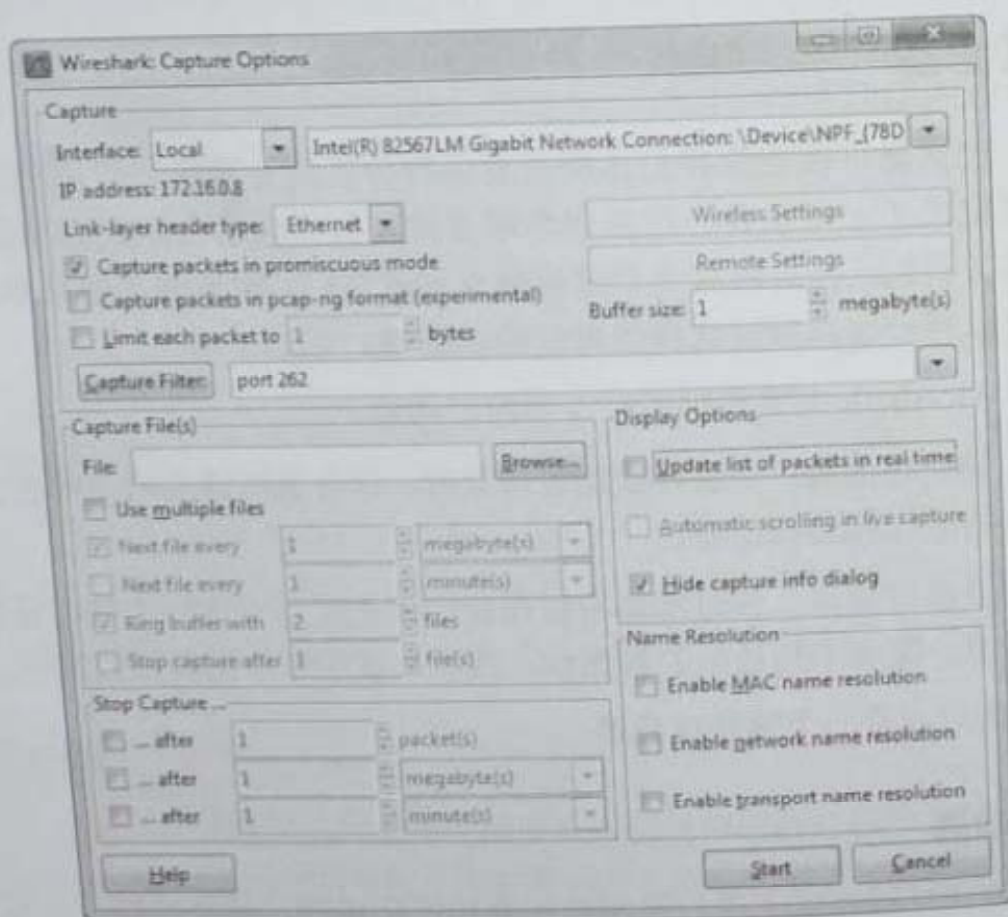 Wireshark: Capture Options
Capture
Interface: Local Intel(R) 82567LM Gigabit Network Connection: \Device\NPF_{78D
IP address: 172.16.0.8
Link-layer header type: Ethernet Wireless Settings
Capture packets in promiscuous mode Remote Settings
Capture packets in pcap-ng format (experimental)
Buffer size: 1 megabyte(s)
Limit each packet to 1 bytes
Capture Filter: port 262
Capture File(s)
File: Browse...
Use multiple files
Next file every 1 megabyte(s)
Next file every 1 minute(s)
Ring buffer with 2 files
Stop capture after 1 file(s)
Stop Capture ...
... after 1 packet(s)
... after 1 megabyte(s)
... after 1 minute(s)
Help
Display Options
Update list of packets in real time
Automatic scrolling in live capture
Hide capture info dialog
Name Resolution
Enable MAC name resolution
Enable network name resolution
Enable transport name resolution
Start Cancel